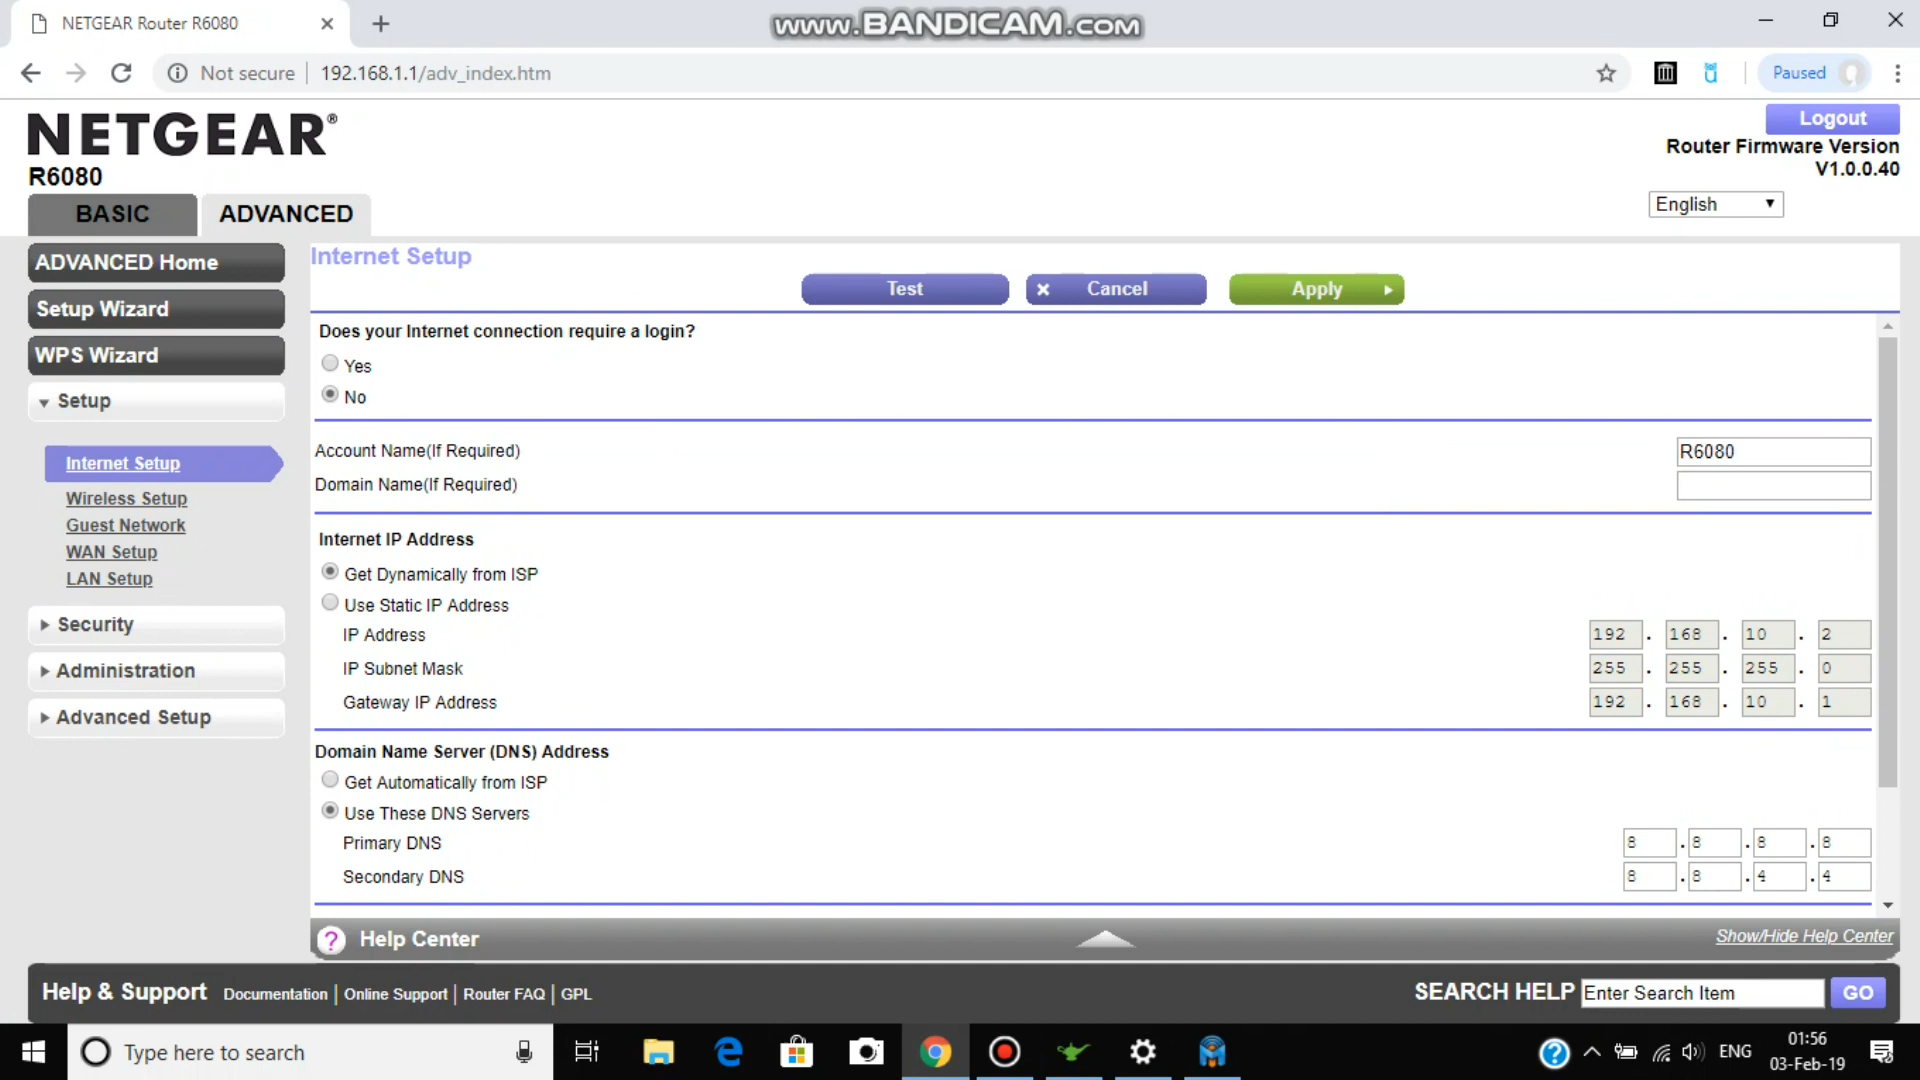 NETGEAR Router R6080
www.BANDICAM.com
Not secure
192.168.1.1/adv_index.htm
Paused
NETGEAR®
R6080
Logout
Router Firmware Version
V1.0.0.40
English
BASIC
ADVANCED
ADVANCED Home
Setup Wizard
WPS Wizard
Setup
Internet Setup
Wireless Setup
Guest Network
WAN Setup
LAN Setup
Security
Administration
Advanced Setup
Internet Setup
Test
Cancel
Apply
Does your Internet connection require a login?
Yes
No
Account Name(If Required) R6080
Domain Name(If Required)
Internet IP Address
Get Dynamically from ISP
Use Static IP Address
IP Address 192 . 168 . 10 . 2
IP Subnet Mask 255 . 255 . 255 . 0
Gateway IP Address 192 . 168 . 10 . 1
Domain Name Server (DNS) Address
Get Automatically from ISP
Use These DNS Servers
Primary DNS 8 . 8 . 8 . 8
Secondary DNS 8 . 8 . 4 . 4
? Help Center
Show/Hide Help Center
Help & Support Documentation | Online Support | Router FAQ | GPL
SEARCH HELP Enter Search Item GO
Type here to search
ENG
01:56
03-Feb-19